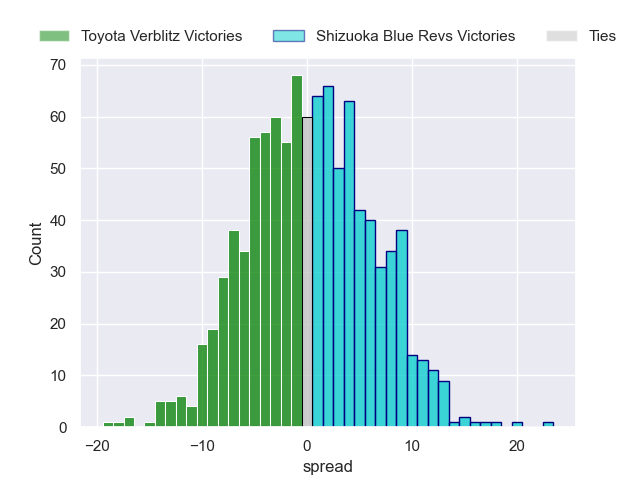 Toyota Verblitz Victories Shizuoka Blue Revs Victories Ties
70
60
50
40
30
20
10
0
Count
−20 −10 0 10 20
spread